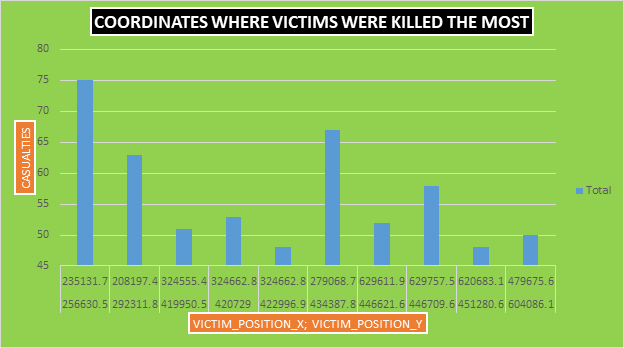 COORDINATES WHERE VICTIMS WERE KILLED THE MOST
80
75
70
65
60
55
50
45
CASUALTIES
Total
235131.7 208197.4 324555.4 324662.8 324662.8 279068.7 629611.9 629757.5 620683.1 479675.6
256630.5 292311.8 419950.5 420729 422996.9 434387.8 446621.6 446709.6 451280.6 604086.1
VICTIM_POSITION_X; VICTIM_POSITION_Y